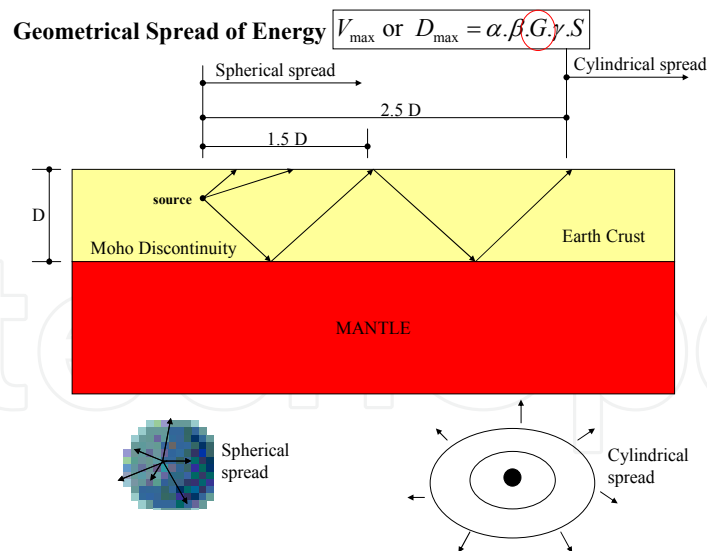 Geometrical Spread of Energy V_max or D_max = α.β.G.γ.S
Spherical spread
Cylindrical spread
2.5 D
1.5 D
D
source
Moho Discontinuity
Earth Crust
MANTLE
Spherical
spread
Cylindrical
spread